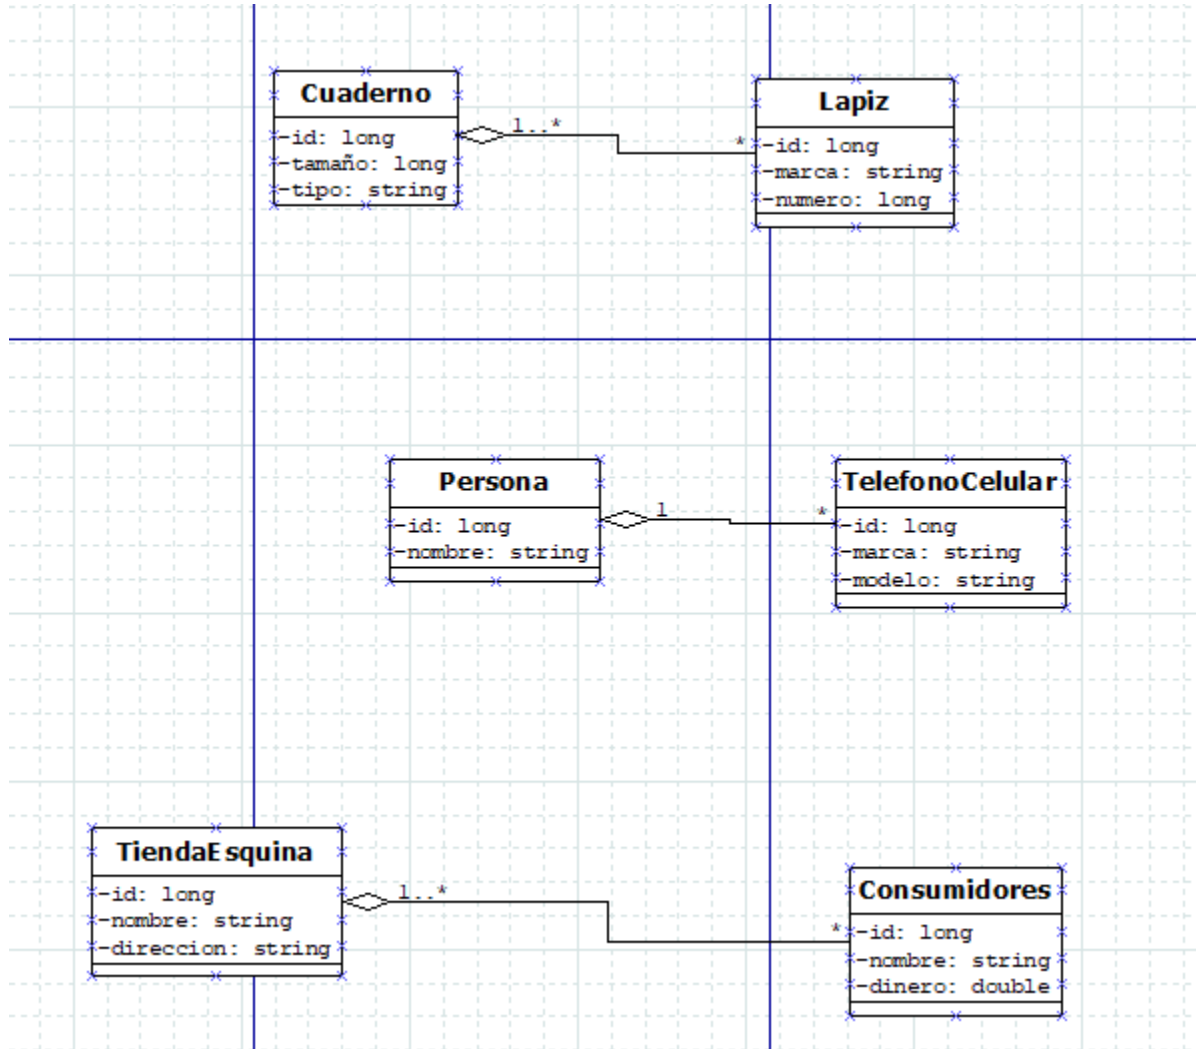 Cuaderno
-id: long
-tamaño: long
-tipo: string
1..*
*
Lapiz
-id: long
-marca: string
-numero: long
Persona
-id: long
-nombre: string
1
*
TelefonoCelular
-id: long
-marca: string
-modelo: string
TiendaEsquina
-id: long
-nombre: string
-direccion: string
1..*
*
Consumidores
-id: long
-nombre: string
-dinero: double